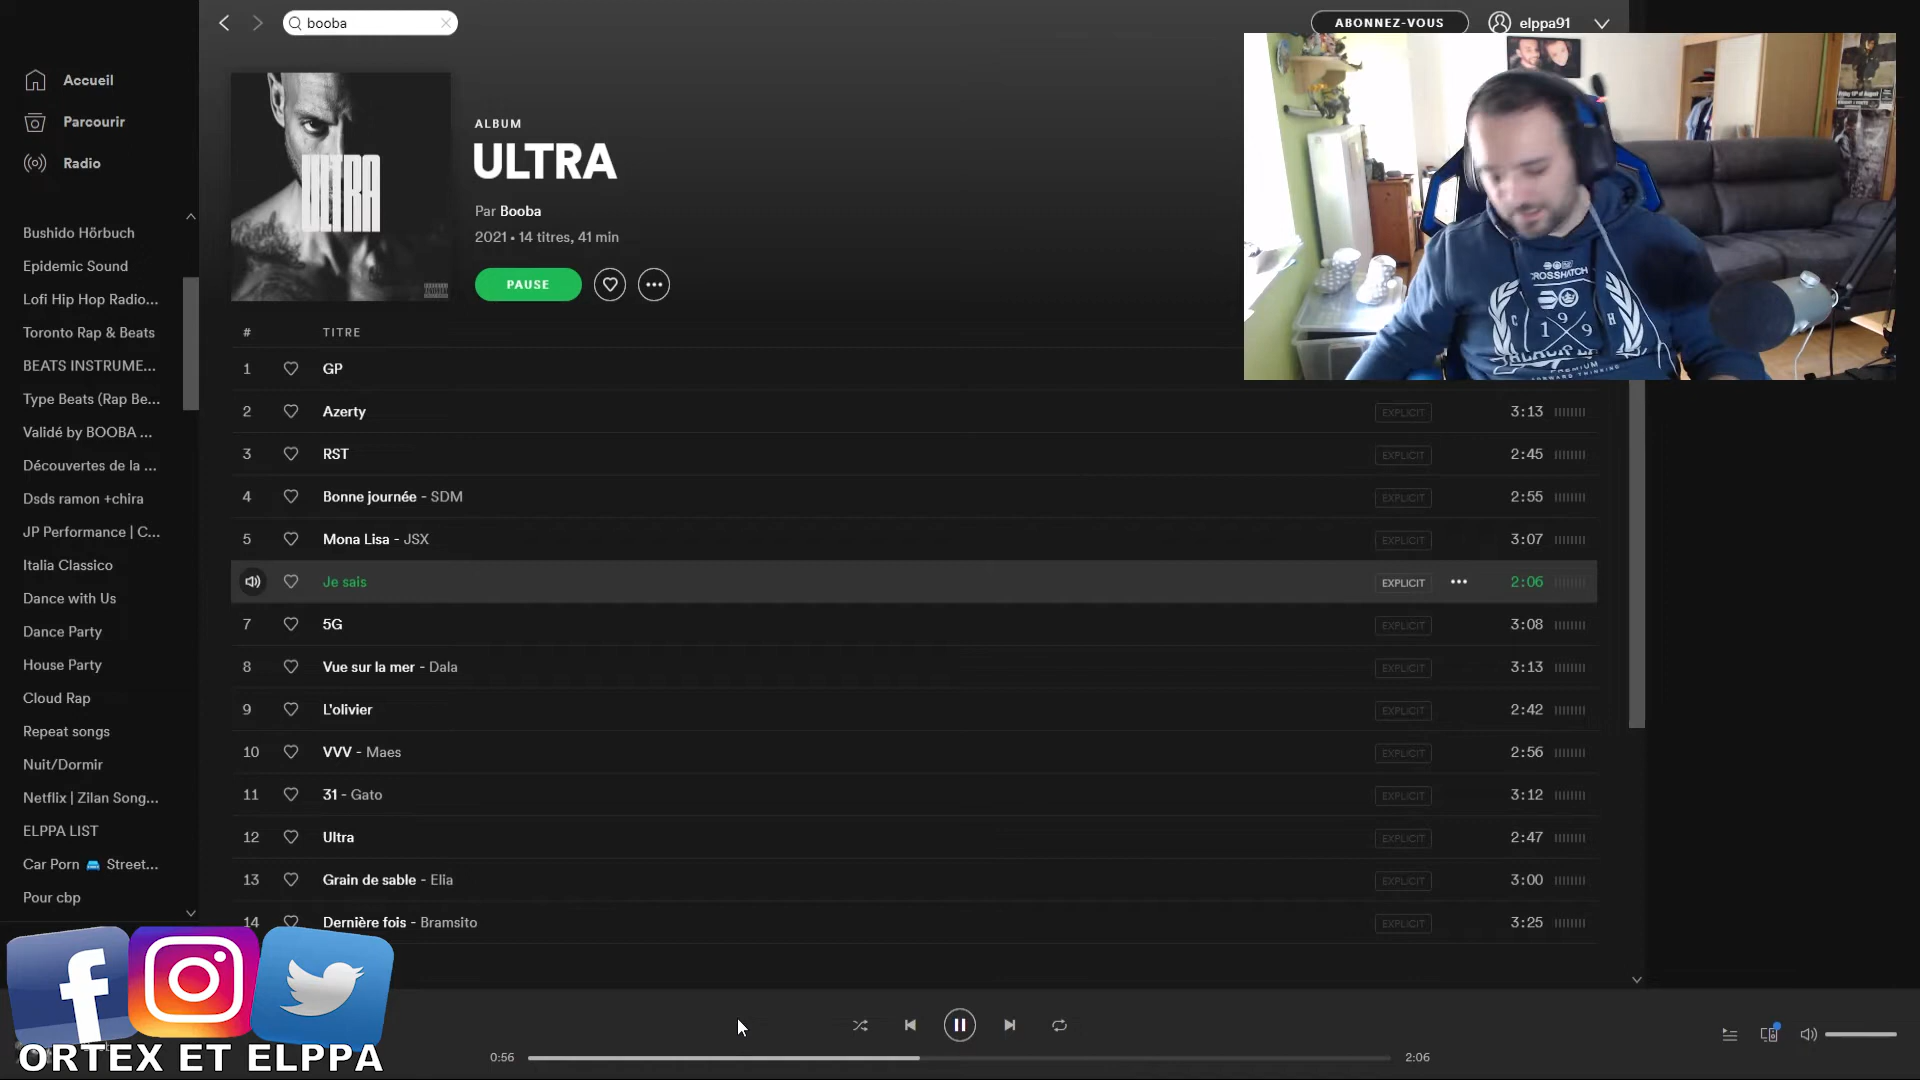 booba
ABONNEZ-VOUS
elppa91
Accueil
Parcourir
Radio
Bushido Hörbuch
Epidemic Sound
Lofi Hip Hop Radio...
Toronto Rap & Beats
BEATS INSTRUME...
Type Beats (Rap Be...
Validé by BOOBA ...
Découvertes de la ...
Dsds ramon +chira
JP Performance | C...
Italia Classico
Dance with Us
Dance Party
House Party
Cloud Rap
Repeat songs
Nuit/Dormir
Netflix | Zilan Song...
ELPPA LIST
Car Porn 🚙 Street...
Pour cbp
ULTRA
ALBUM
ULTRA
Par Booba
2021 • 14 titres, 41 min
PAUSE
# TITRE
1 GP
2 Azerty EXPLICIT 3:13
3 RST EXPLICIT 2:45
4 Bonne journée - SDM EXPLICIT 2:55
5 Mona Lisa - JSX EXPLICIT 3:07
Je sais EXPLICIT 2:06
7 5G EXPLICIT 3:08
8 Vue sur la mer - Dala EXPLICIT 3:13
9 L'olivier EXPLICIT 2:42
10 VVV - Maes EXPLICIT 2:56
11 31 - Gato EXPLICIT 3:12
12 Ultra EXPLICIT 2:47
13 Grain de sable - Elia EXPLICIT 3:00
14 Dernière fois - Bramsito EXPLICIT 3:25
CROSSHATCH
C 19 H
9
PREMIUM
FORWARD THINKING
ORTEX ET ELPPA
0:56
2:06